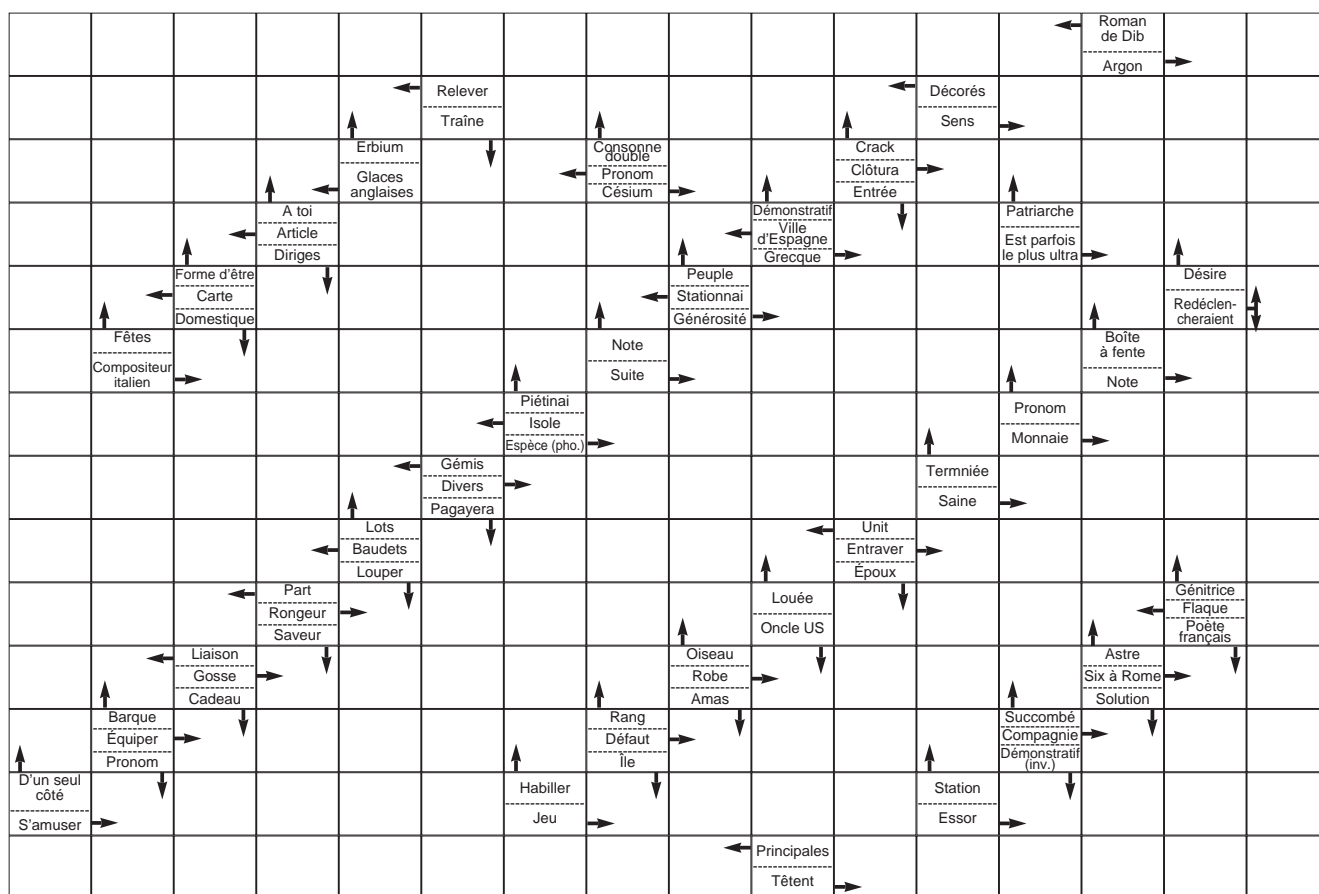 Roman
de Dib
Argon
Relever
Traîne
Décorés
Sens
Erbium
Glaces
anglaises
Consonne
double
Pronom
Césium
Crack
Clôtura
Entrée
A toi
Article
Diriges
Démonstratif
Ville
d'Espagne
Grecque
Patriarche
Est parfois
le plus ultra
Forme d'être
Carte
Domestique
Peuple
Stationnai
Générosité
Désire
Redéclen-
cheraient
Fêtes
Compositeur
italien
Note
Suite
Boîte
à fente
Note
Piétinai
Isole
Espèce (pho.)
Pronom
Monnaie
Gémis
Divers
Pagayera
Termniée
Saine
Lots
Baudets
Louper
Unit
Entraver
Époux
Part
Rongeur
Saveur
Louée
Oncle US
Génitrice
Flaque
Poète
français
Liaison
Gosse
Cadeau
Oiseau
Robe
Amas
Astre
Six à Rome
Solution
Barque
Équiper
Pronom
Rang
Défaut
Île
Succombé
Compagnie
Démonstratif
(inv.)
D'un seul
côté
S'amuser
Habiller
Jeu
Station
Essor
Principales
Têtent